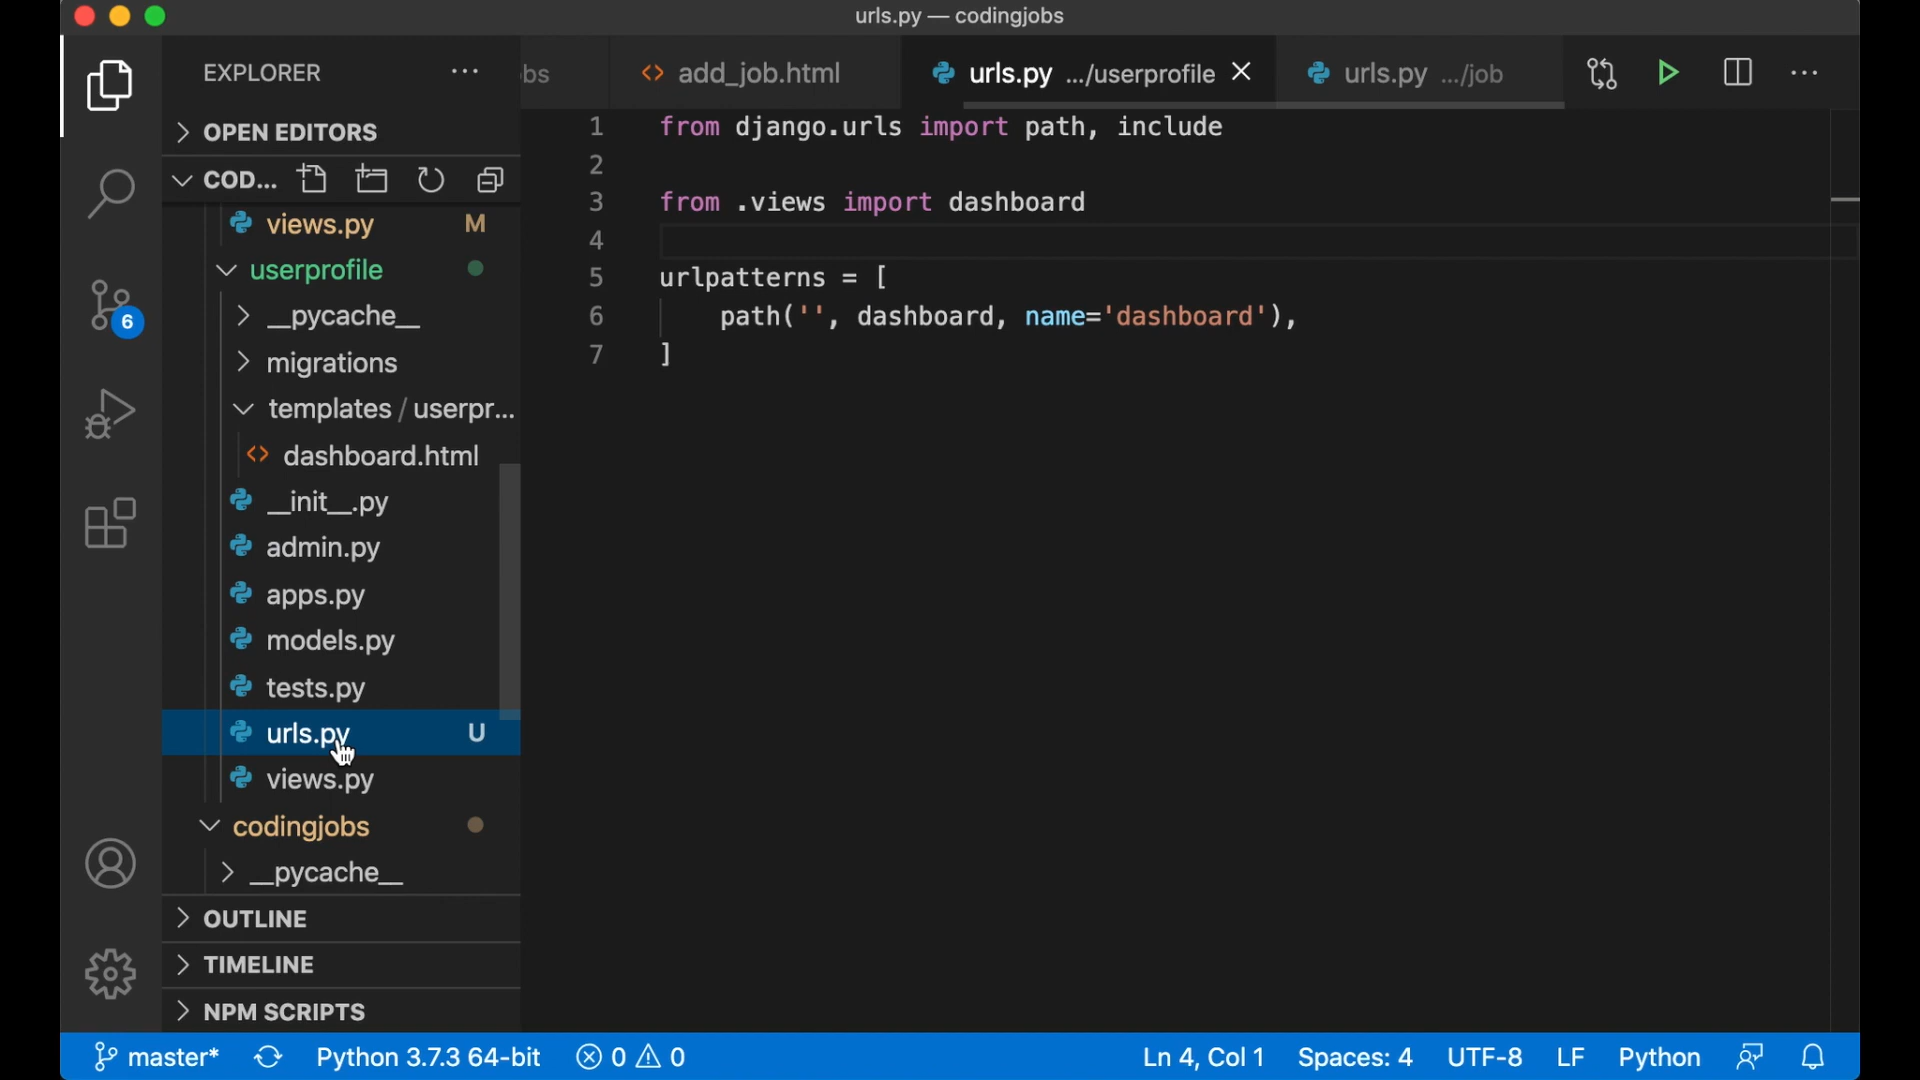 urls.py — codingjobs
EXPLORER
bs
add_job.html
urls.py .../userprofile
urls.py .../job
OPEN EDITORS
COD...
views.py M
userprofile
__pycache__
migrations
templates / userpr...
dashboard.html
__init__.py
admin.py
apps.py
models.py
tests.py
urls.py U
views.py
codingjobs
__pycache__
OUTLINE
TIMELINE
NPM SCRIPTS
6
1 from django.urls import path, include
2
3 from .views import dashboard
4
5 urlpatterns = [
6 path('', dashboard, name='dashboard'),
7 ]
master* Python 3.7.3 64-bit 0 0 Ln 4, Col 1 Spaces: 4 UTF-8 LF Python